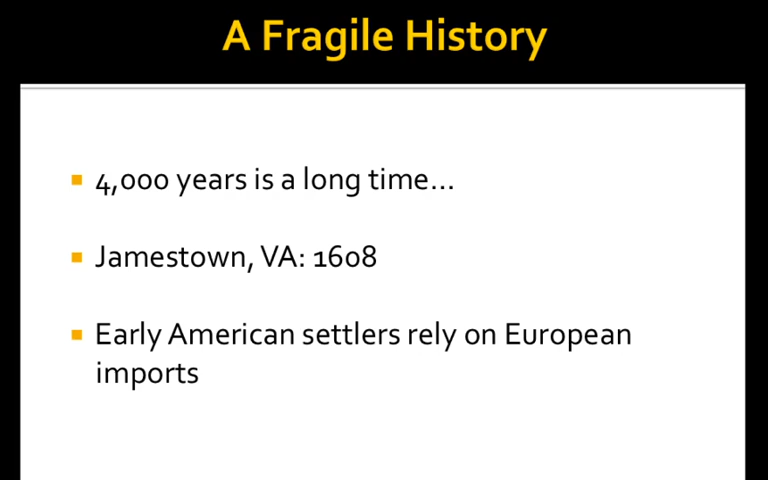 A Fragile History
4,000 years is a long time...
Jamestown, VA: 1608
Early American settlers rely on European
imports